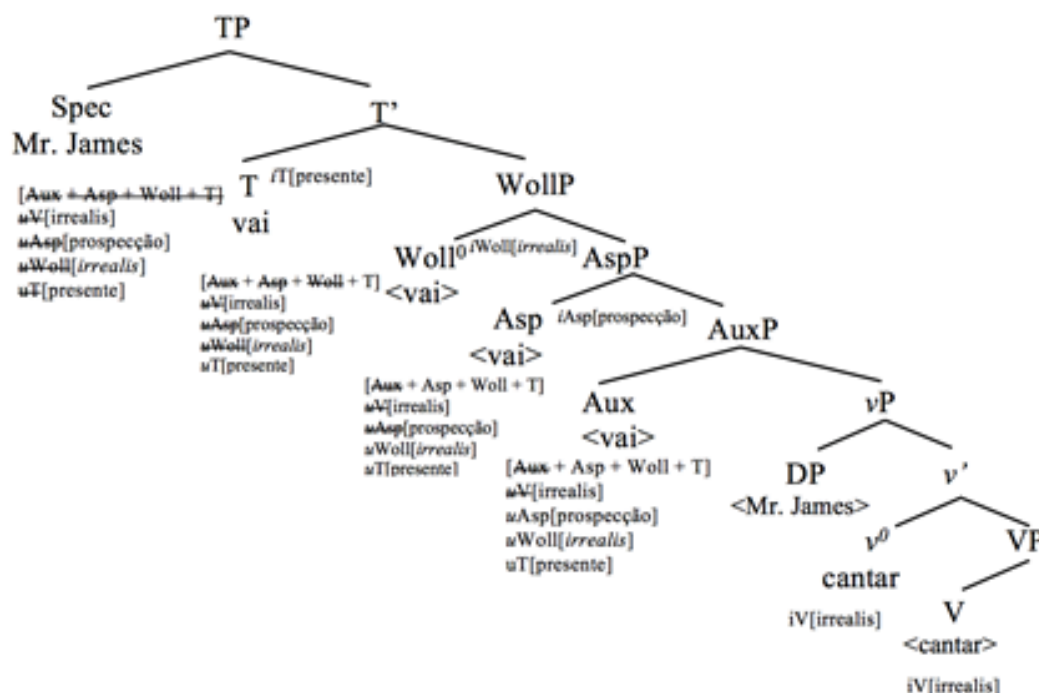 TP
Spec
T’
Mr. James
T iT[presente]
WollP
[Aux + Asp + Woll + T]
vai
uV[irrealis]
Woll⁰ iWoll[irrealis]
AspP
uAsp[prospecção]
[Aux + Asp + Woll + T]
<vai>
uWoll[irrealis]
uV[irrealis]
Asp iAsp[prospecção]
AuxP
uT[presente]
uAsp[prospecção]
<vai>
uWoll[irrealis]
[Aux + Asp + Woll + T]
Aux
vP
uT[presente]
uV[irrealis]
<vai>
uAsp[prospecção]
[Aux + Asp + Woll + T]
DP
v’
uWoll[irrealis]
uV[irrealis]
<Mr. James>
uT[presente]
uAsp[prospecção]
v⁰
VP
uWoll[irrealis]
cantar
uT[presente]
iV[irrealis]
V
<cantar>
iV[irrealis]